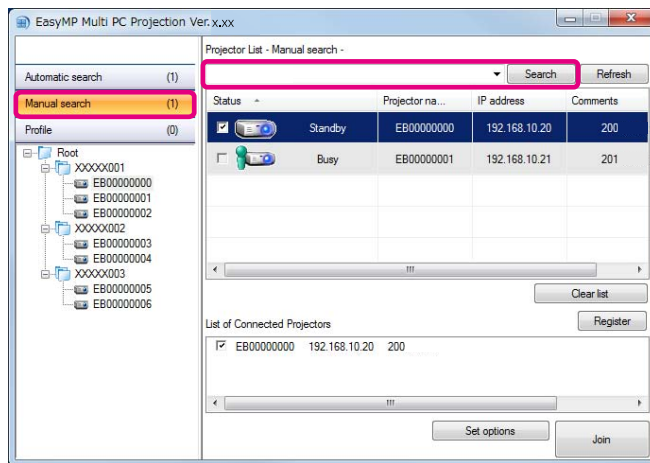 EasyMP Multi PC Projection Ver.x.xx
Projector List - Manual search -
Search
Refresh
Automatic search (1)
Manual search (1)
Profile (0)
Root
XXXXX001
EB00000000
EB00000001
EB00000002
XXXXX002
EB00000003
EB00000004
XXXXX003
EB00000005
EB00000006
Status Projector na... IP address Comments
Standby EB00000000 192.168.10.20 200
Busy EB00000001 192.168.10.21 201
Clear list
List of Connected Projectors
Register
EB00000000 192.168.10.20 200
Set options
Join